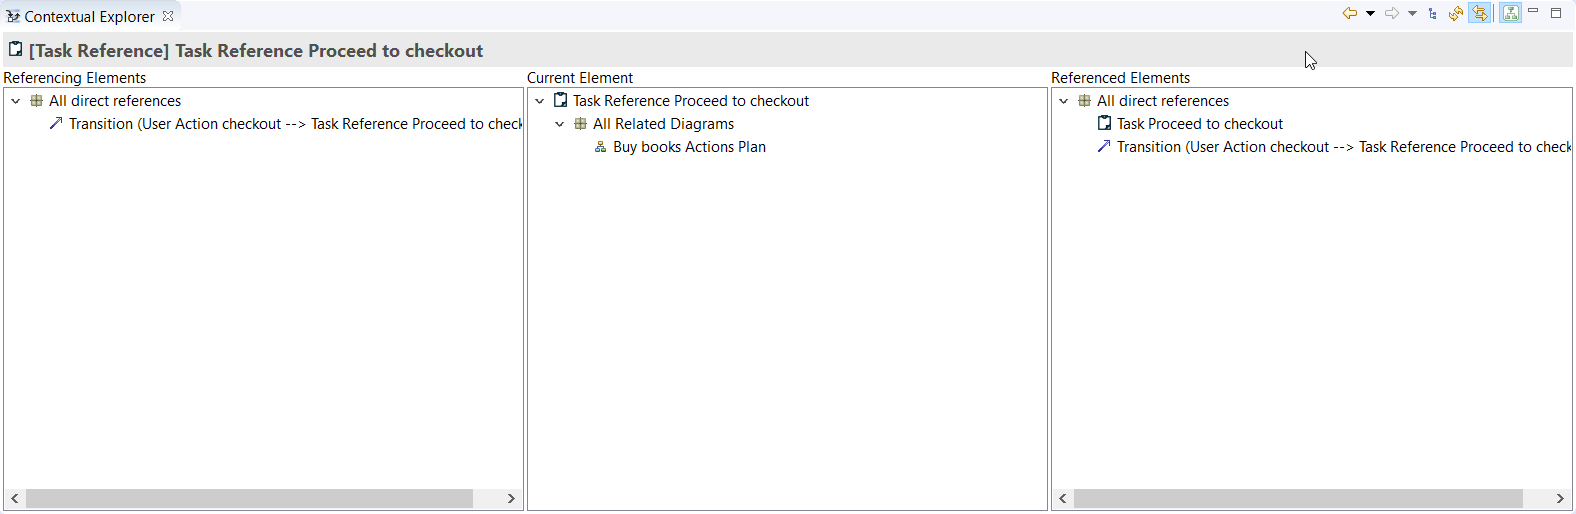 Contextual Explorer
[Task Reference] Task Reference Proceed to checkout
Referencing Elements
All direct references
Transition (User Action checkout --> Task Reference Proceed to check
Current Element
Task Reference Proceed to checkout
All Related Diagrams
Buy books Actions Plan
Referenced Elements
All direct references
Task Proceed to checkout
Transition (User Action checkout --> Task Reference Proceed to check